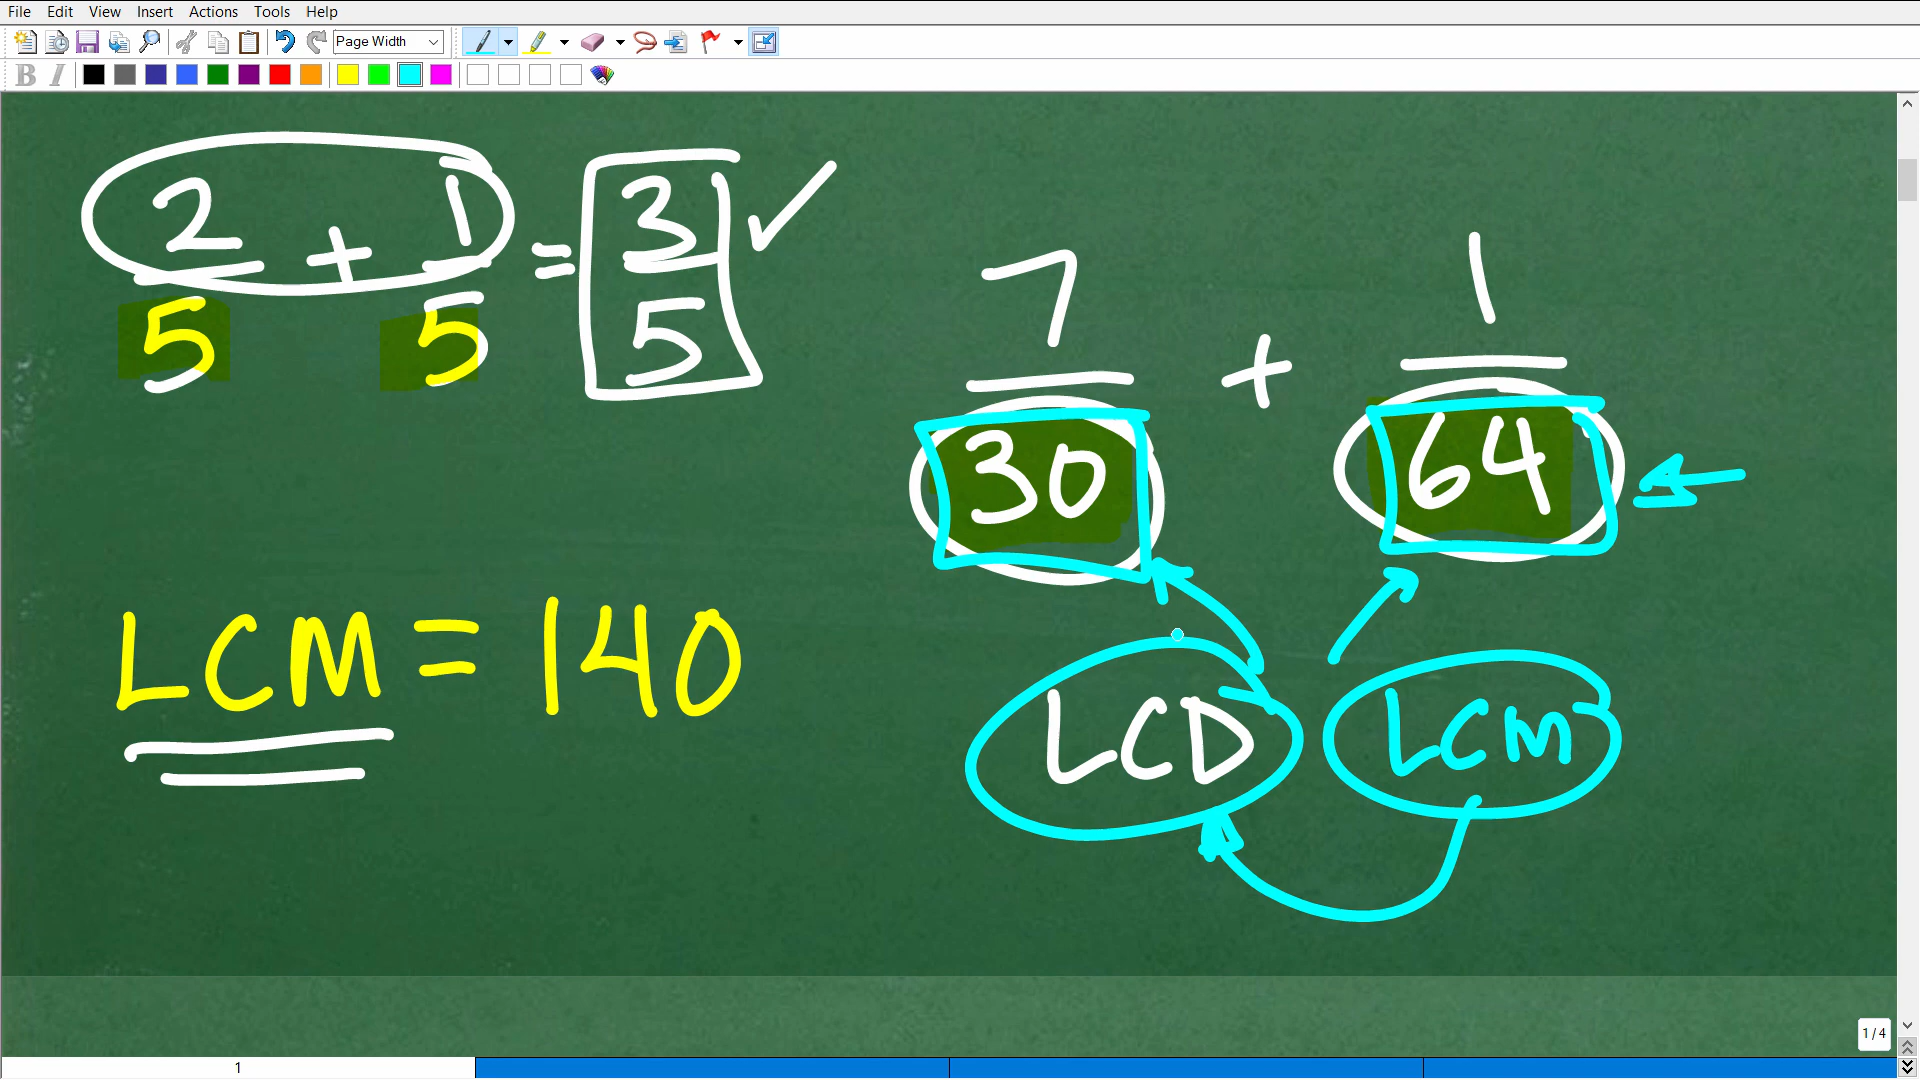 File Edit View Insert Actions Tools Help
Page Width
B I
2/5 + 1/5 = 3/5 ✓
7/30 + 1/64
LCM = 140
LCD LCM
1 / 4
1